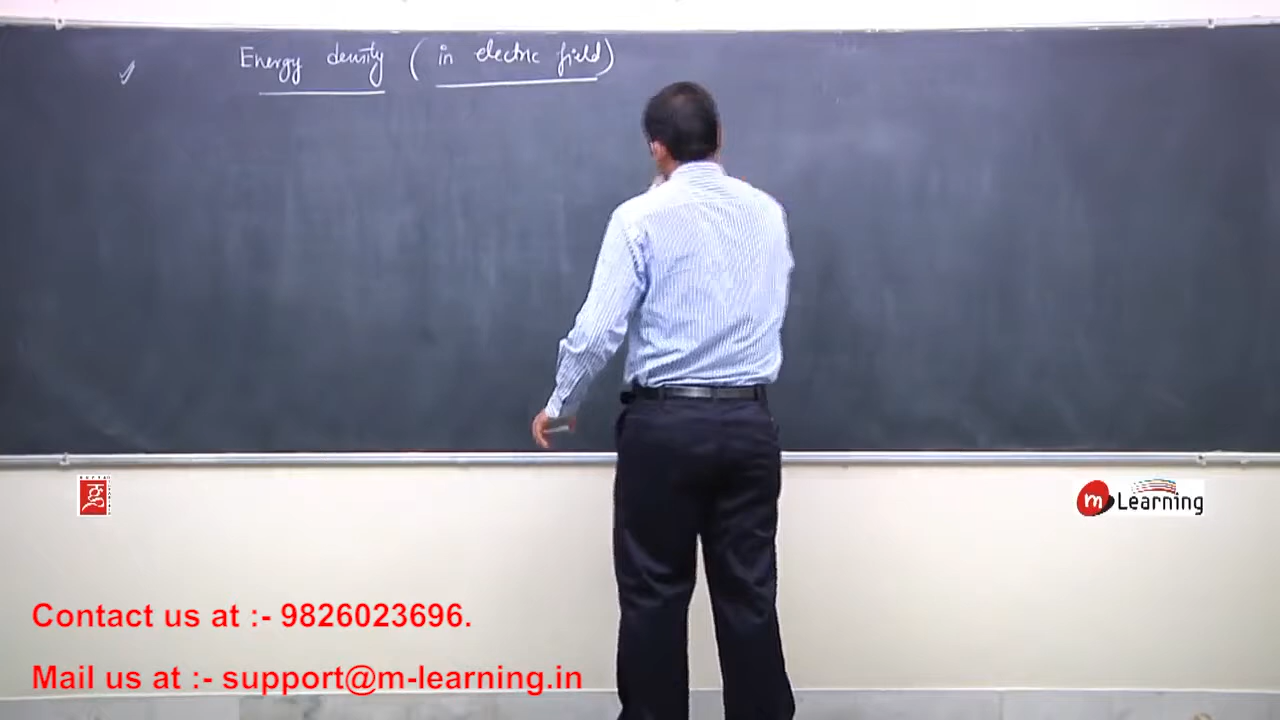 Energy density (in electric field)
m Learning
Contact us at :- 9826023696.
Mail us at :- support@m-learning.in